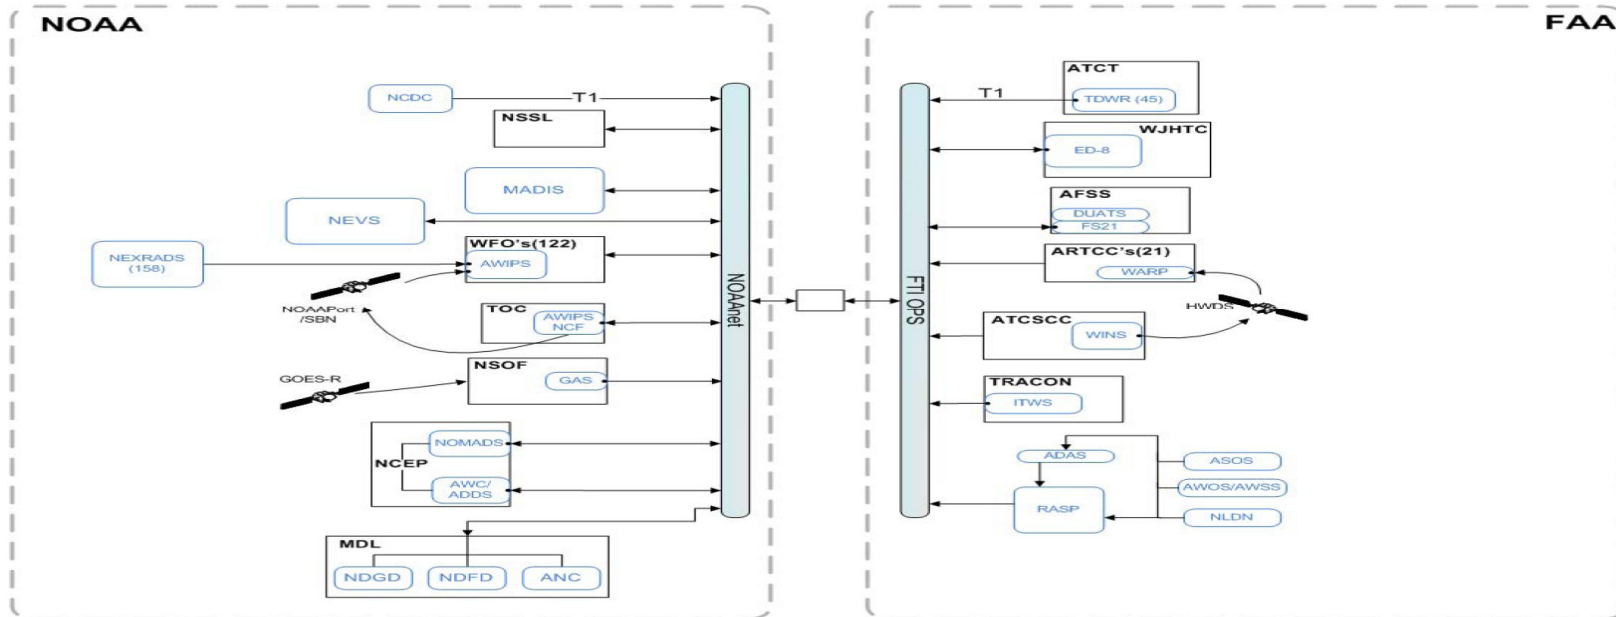 NOAA
FAA
NCDC
T1
NSSL
MADIS
NEVS
WFO's(122)
AWIPS
NEXRADS
(158)
NOAAPort
/SBN
TOC
AWIPS
NCF
NSOF
GAS
GOES-R
NOMADS
NCEP
AWC/
ADDS
MDL
NDGD
NDFD
ANC
NOAAnet
FTI OPS
ATCT
T1
TDWR (45)
WJHTC
ED-8
AFSS
DUATS
FS21
ARTCC's(21)
WARP
HWDS
ATCSCC
WINS
TRACON
ITWS
ADAS
ASOS
AWOS/AWSS
RASP
NLDN